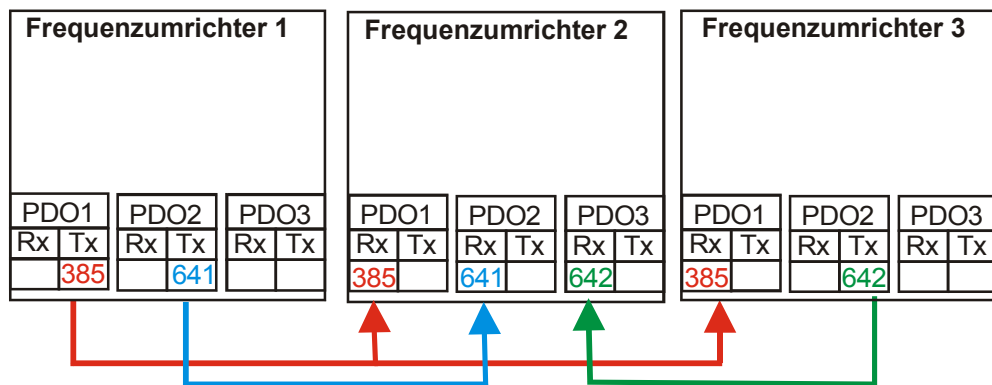 Frequenzumrichter 1 Frequenzumrichter 2 Frequenzumrichter 3
PDO1 PDO2 PDO3 PDO1 PDO2 PDO3 PDO1 PDO2 PDO3
Rx Tx Rx Tx Rx Tx Rx Tx Rx Tx Rx Tx Rx Tx Rx Tx Rx Tx
385 641 385 641 642 385 642